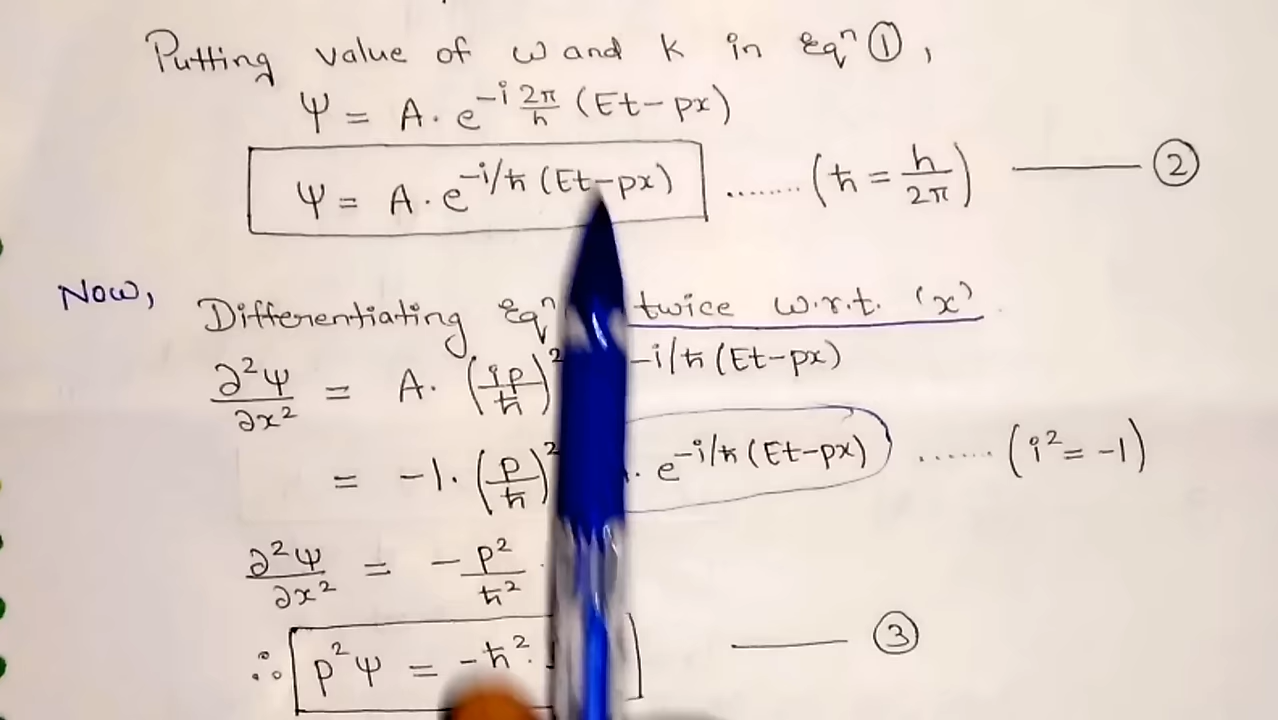 Putting value of ω and k in Eqⁿ ①,
Ψ = A. e^{-i 2π/h (Et-px)}
Ψ = A. e^{-i/ħ (Et-px)} ........ (ħ = h/2π) —— ②
Now, Differentiating Eqⁿ twice w.r.t. 'x'
∂²Ψ/∂x² = A. (ip/ħ)² -i/ħ (Et-px)
= -1. (p/ħ)² . e^{-i/ħ (Et-px)} ...... (i² = -1)
∂²Ψ/∂x² = - p²/ħ² .
∴ p²Ψ = -ħ². —— ③